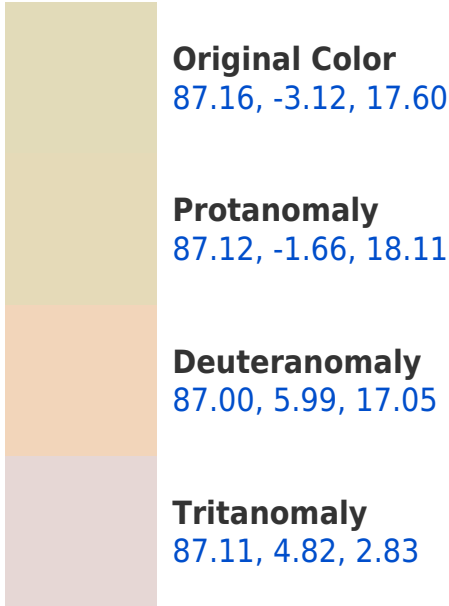 Original Color
87.16, -3.12, 17.60
Protanomaly
87.12, -1.66, 18.11
Deuteranomaly
87.00, 5.99, 17.05
Tritanomaly
87.11, 4.82, 2.83